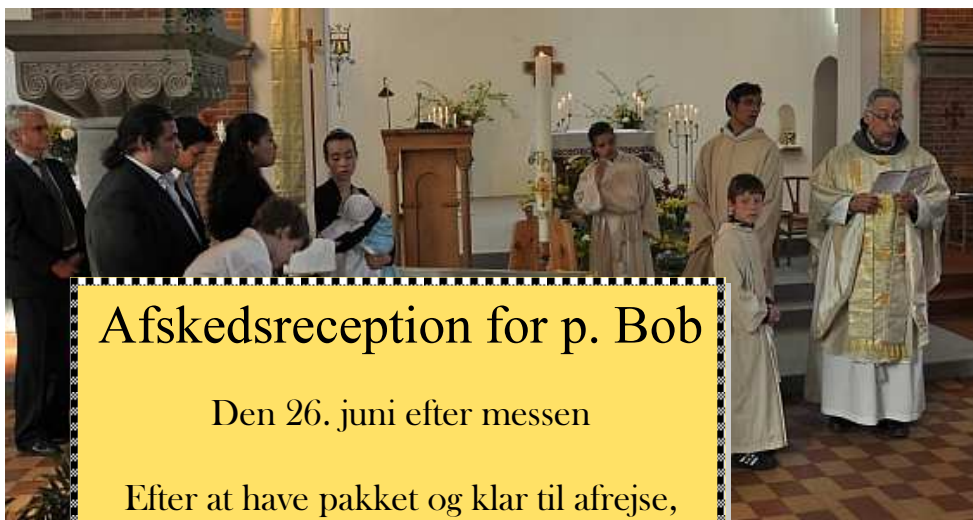 Afskedsreception for p. Bob
Den 26. juni efter messen
Efter at have pakket og klar til afrejse,